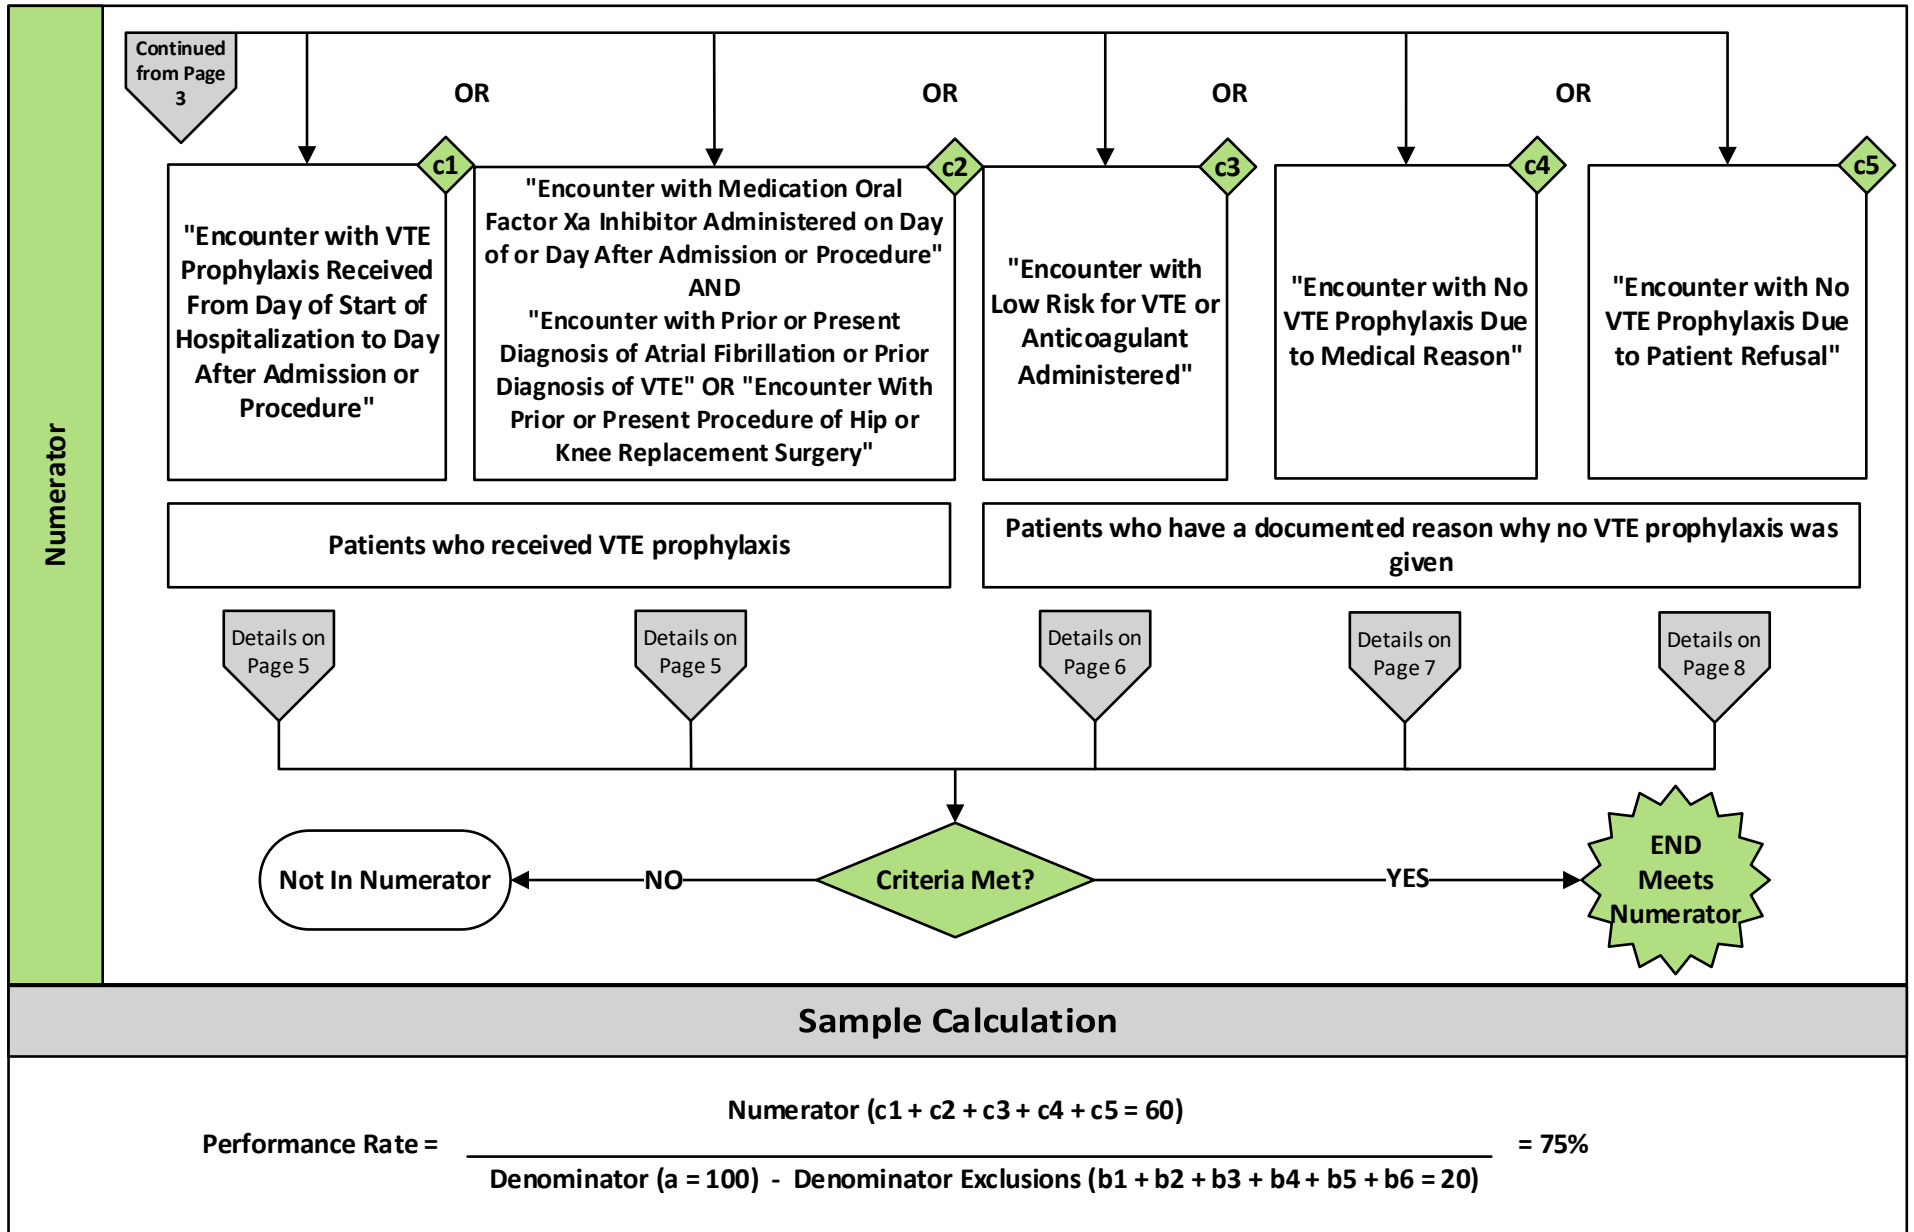 Numerator
Continued
from Page
3
OR
OR
OR
OR
c1
"Encounter with VTE
Prophylaxis Received
From Day of Start of
Hospitalization to Day
After Admission or
Procedure"
c2
"Encounter with Medication Oral
Factor Xa Inhibitor Administered on Day
of or Day After Admission or Procedure"
AND
"Encounter with Prior or Present
Diagnosis of Atrial Fibrillation or Prior
Diagnosis of VTE" OR "Encounter With
Prior or Present Procedure of Hip or
Knee Replacement Surgery"
c3
"Encounter with
Low Risk for VTE or
Anticoagulant
Administered"
c4
"Encounter with No
VTE Prophylaxis Due
to Medical Reason"
c5
"Encounter with No
VTE Prophylaxis Due
to Patient Refusal"
Patients who received VTE prophylaxis
Patients who have a documented reason why no VTE prophylaxis was
given
Details on
Page 5
Details on
Page 5
Details on
Page 6
Details on
Page 7
Details on
Page 8
Not In Numerator
NO
Criteria Met?
YES
END
Meets
Numerator
Sample Calculation
Numerator (c1 + c2 + c3 + c4 + c5 = 60)
Performance Rate =
= 75%
Denominator (a = 100) - Denominator Exclusions (b1 + b2 + b3 + b4 + b5 + b6 = 20)